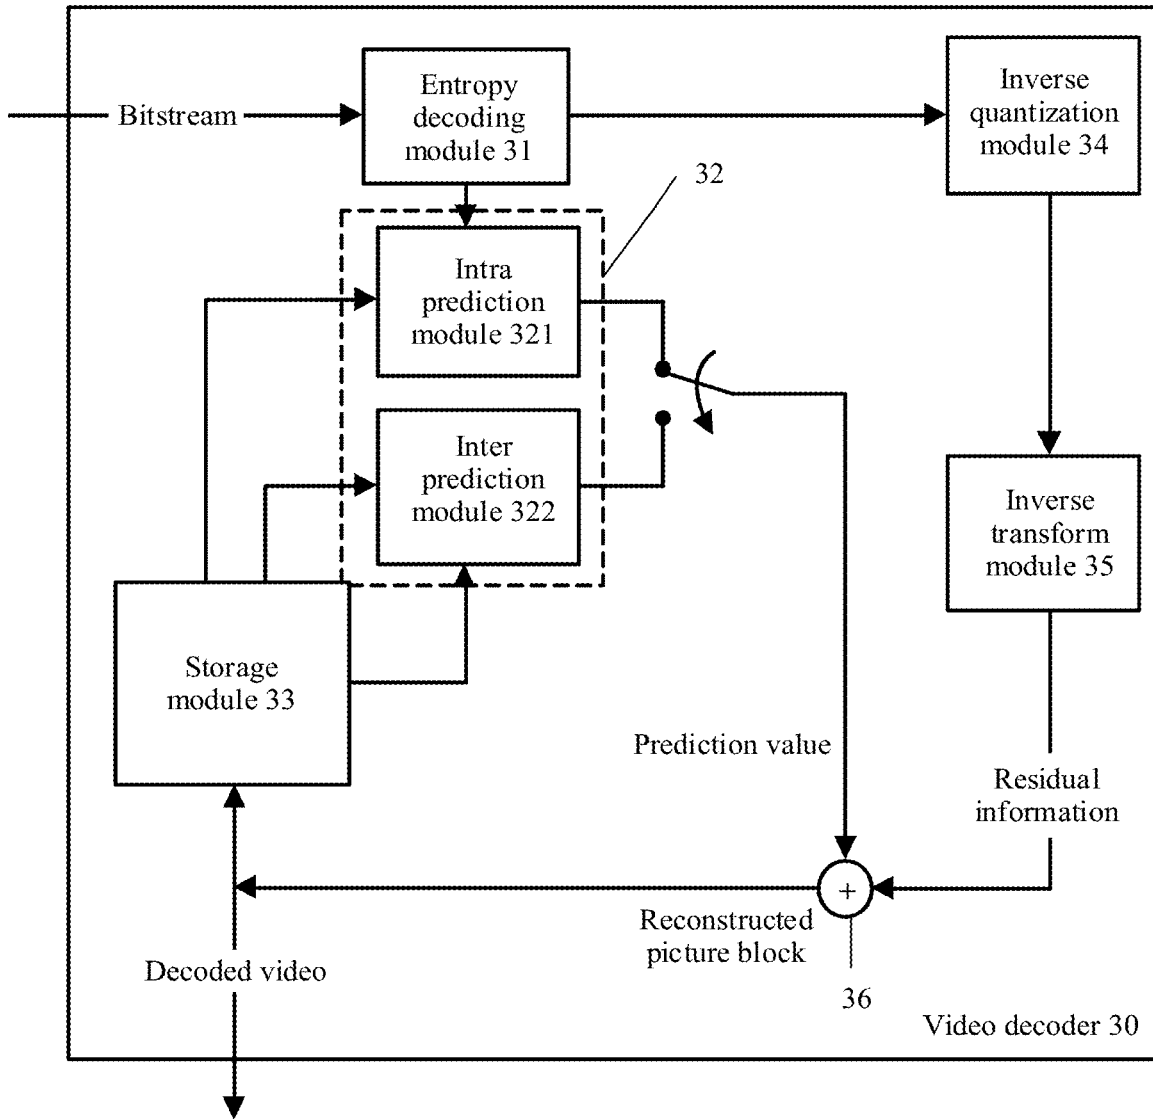 Bitstream
Entropy
decoding
module 31
Inverse
quantization
module 34
32
Intra
prediction
module 321
Inter
prediction
module 322
Inverse
transform
module 35
Storage
module 33
Prediction value
Residual
information
+
Reconstructed
picture block
36
Decoded video
Video decoder 30